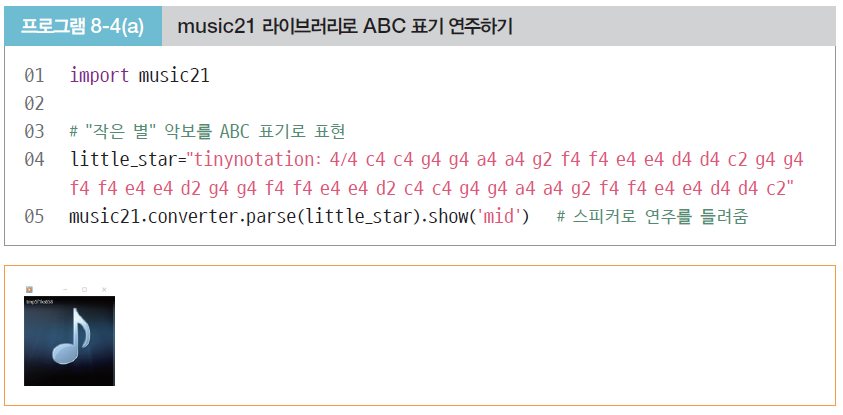 프로그램 8-4(a) music21 라이브러리로 ABC 표기 연주하기
01 import music21
02
03 # "작은 별" 악보를 ABC 표기로 표현
04 little_star="tinynotation: 4/4 c4 c4 g4 g4 a4 a4 g2 f4 f4 e4 e4 d4 d4 c2 g4 g4
f4 f4 e4 e4 d2 g4 g4 f4 f4 e4 e4 d2 c4 c4 g4 g4 a4 a4 g2 f4 f4 e4 e4 d4 d4 c2"
05 music21.converter.parse(little_star).show('mid') # 스피커로 연주를 들려줌